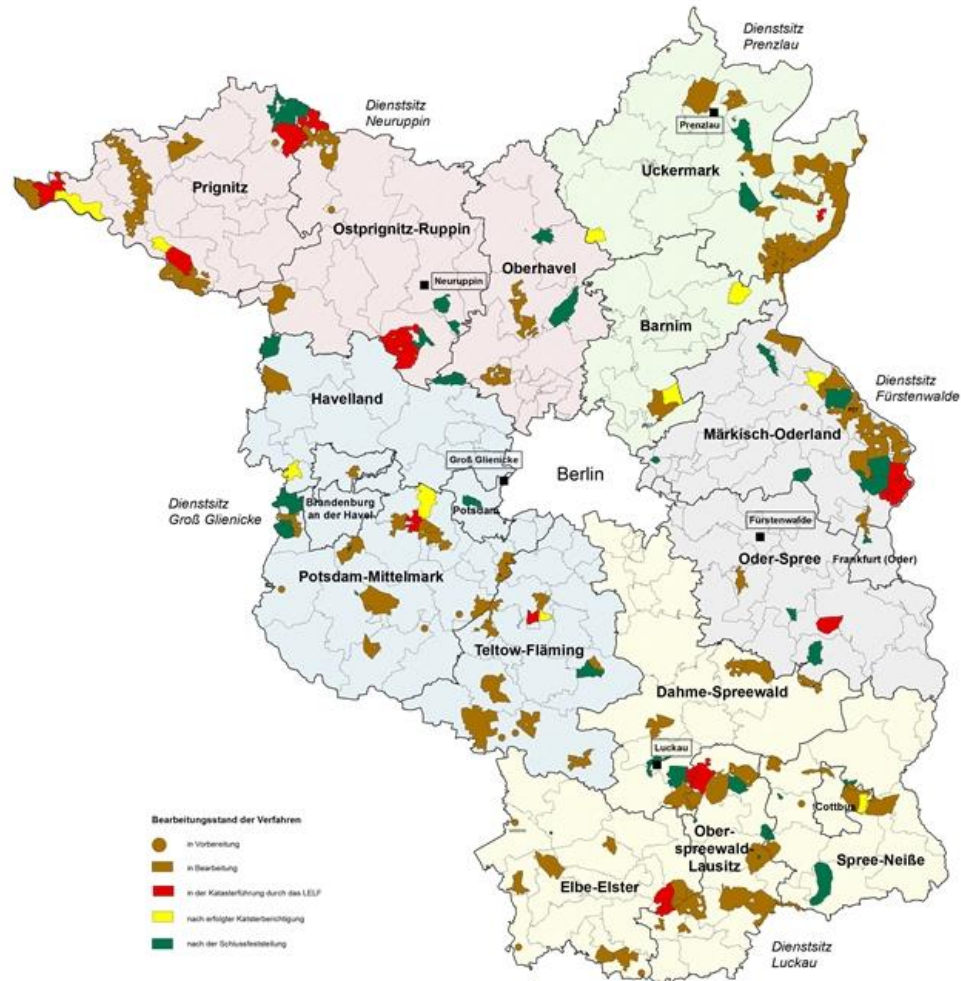 Dienstsitz
Prenzlau
Dienstsitz
Neuruppin
Prenzlau
Uckermark
Prignitz
Ostprignitz-Ruppin
Oberhavel
Neuruppin
Barnim
Dienstsitz
Fürstenwalde
Havelland
Märkisch-Oderland
Groß Glienicke
Berlin
Dienstsitz
Groß Glienicke
Brandenburg
an der Havel
Potsdam
Fürstenwalde
Oder-Spree
Frankfurt (Oder)
Potsdam-Mittelmark
Teltow-Fläming
Dahme-Spreewald
Luckau
Cottbus
Ober-
spreewald-
Lausitz
Spree-Neiße
Elbe-Elster
Dienstsitz
Luckau
Bearbeitungsstand der Verfahren
in Vorbereitung
in Bearbeitung
in der Katasterführung durch das LELF
nach erfolgter Katsterberichtigung
nach der Schlussfeststellung